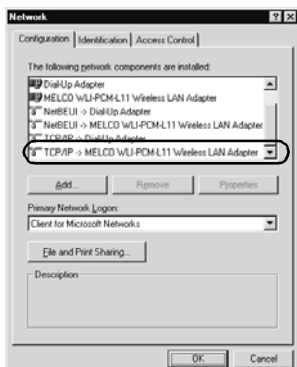 Network
Configuration Identification Access Control
The following network components are installed:
Dial-Up Adapter
MELCO WLI-PCM-L11 Wireless LAN Adapter
NetBEUI -> Dial-Up Adapter
NetBEUI -> MELCO WLI-PCM-L11 Wireless LAN Adapter
TCP/IP -> Dial-Up Adapter
TCP/IP -> MELCO WLI-PCM-L11 Wireless LAN Adapter
Add... Remove Properties
Primary Network Logon:
Client for Microsoft Networks
File and Print Sharing...
Description
OK Cancel